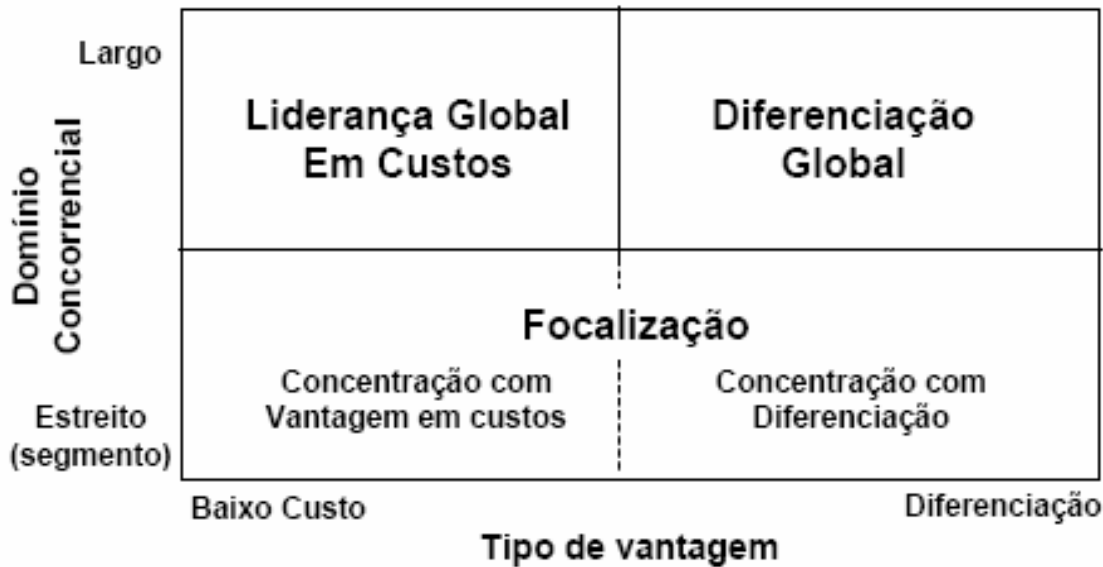 Largo
Liderança Global
Em Custos
Diferenciação
Global
Domínio
Concorrencial
Focalização
Concentração com
Vantagem em custos
Concentração com
Diferenciação
Estreito
(segmento)
Baixo Custo
Diferenciação
Tipo de vantagem